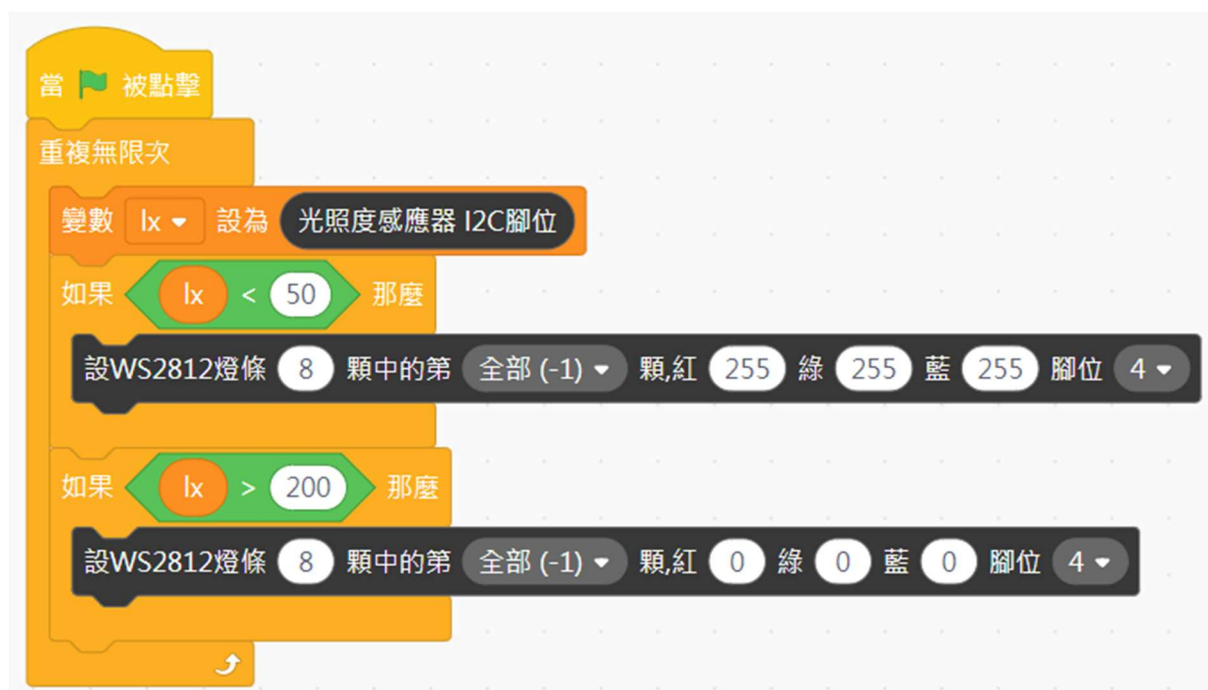 當 被點擊
重複無限次
變數 lx 設為 光照度感應器 I2C腳位
如果 lx < 50 那麼
設WS2812燈條 8 顆中的第 全部 (-1) 顆,紅 255 綠 255 藍 255 腳位 4
如果 lx > 200 那麼
設WS2812燈條 8 顆中的第 全部 (-1) 顆,紅 0 綠 0 藍 0 腳位 4